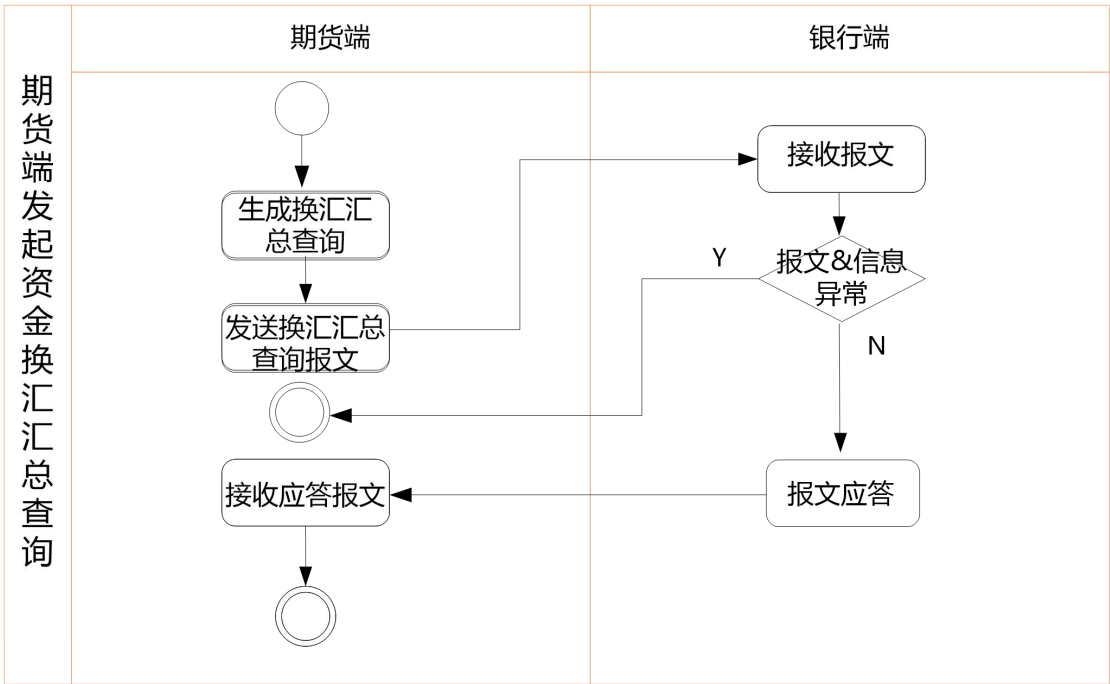 期货端发起资金换汇汇总查询
期货端
银行端
生成换汇汇
总查询
发送换汇汇总
查询报文
接收报文
报文&信息
异常
Y
N
接收应答报文
报文应答